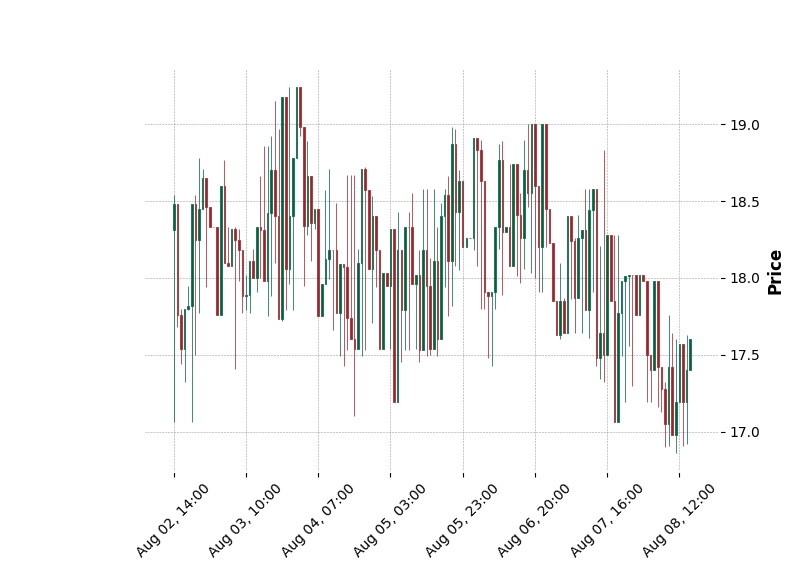 19.0
18.5
18.0
17.5
17.0
Price
Aug 02, 14:00
Aug 03, 10:00
Aug 04, 07:00
Aug 05, 03:00
Aug 05, 23:00
Aug 06, 20:00
Aug 07, 16:00
Aug 08, 12:00